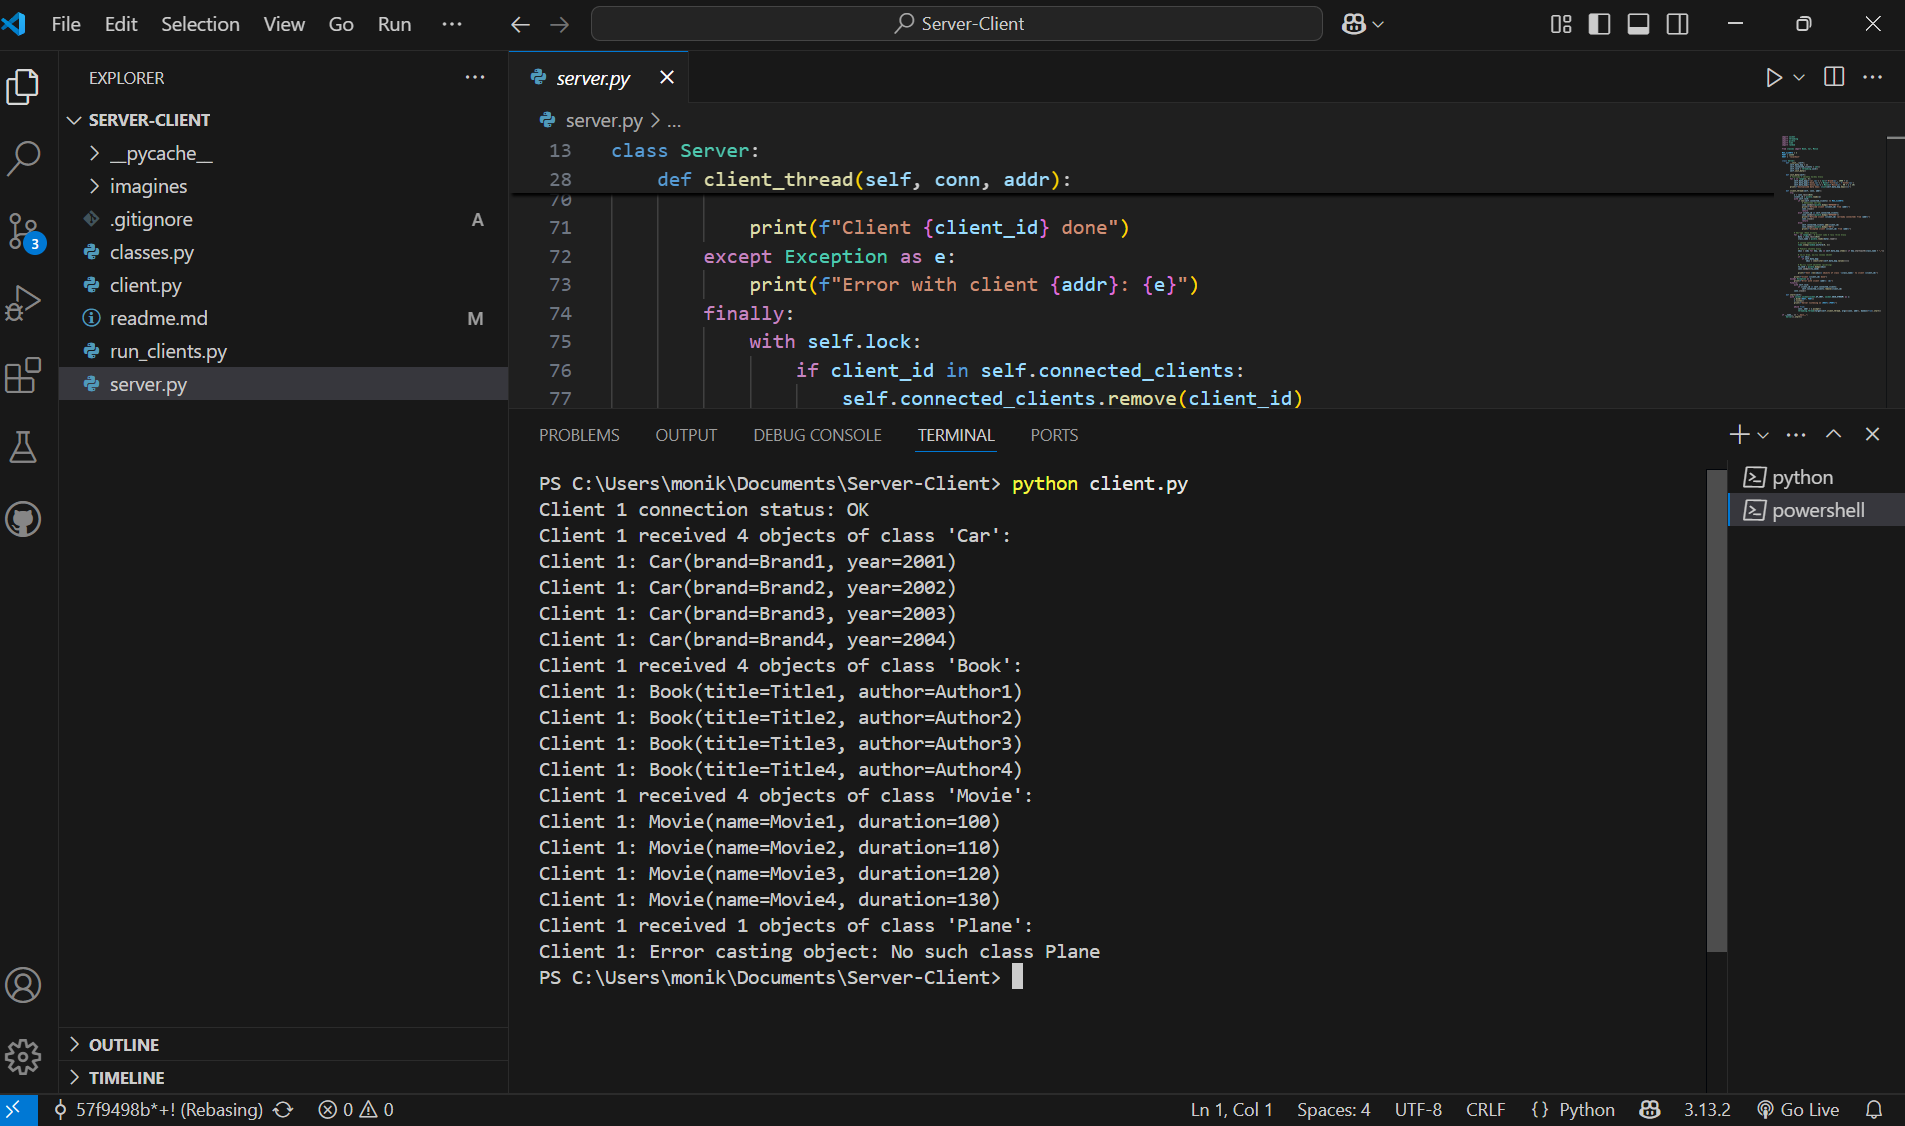 File Edit Selection View Go Run ···
Server-Client
EXPLORER ···
SERVER-CLIENT
__pycache__
imagines
.gitignore A
classes.py
client.py
readme.md M
run_clients.py
server.py
3
OUTLINE
TIMELINE
server.py
server.py > ...
13 class Server:
28 def client_thread(self, conn, addr):
70
71 print(f"Client {client_id} done")
72 except Exception as e:
73 print(f"Error with client {addr}: {e}")
74 finally:
75 with self.lock:
76 if client_id in self.connected_clients:
77 self.connected_clients.remove(client_id)
PROBLEMS OUTPUT DEBUG CONSOLE TERMINAL PORTS
PS C:\Users\monik\Documents\Server-Client> python client.py
Client 1 connection status: OK
Client 1 received 4 objects of class 'Car':
Client 1: Car(brand=Brand1, year=2001)
Client 1: Car(brand=Brand2, year=2002)
Client 1: Car(brand=Brand3, year=2003)
Client 1: Car(brand=Brand4, year=2004)
Client 1 received 4 objects of class 'Book':
Client 1: Book(title=Title1, author=Author1)
Client 1: Book(title=Title2, author=Author2)
Client 1: Book(title=Title3, author=Author3)
Client 1: Book(title=Title4, author=Author4)
Client 1 received 4 objects of class 'Movie':
Client 1: Movie(name=Movie1, duration=100)
Client 1: Movie(name=Movie2, duration=110)
Client 1: Movie(name=Movie3, duration=120)
Client 1: Movie(name=Movie4, duration=130)
Client 1 received 1 objects of class 'Plane':
Client 1: Error casting object: No such class Plane
PS C:\Users\monik\Documents\Server-Client>
python
powershell
57f9498b*+! (Rebasing) 0 0
Ln 1, Col 1 Spaces: 4 UTF-8 CRLF {} Python 3.13.2 Go Live